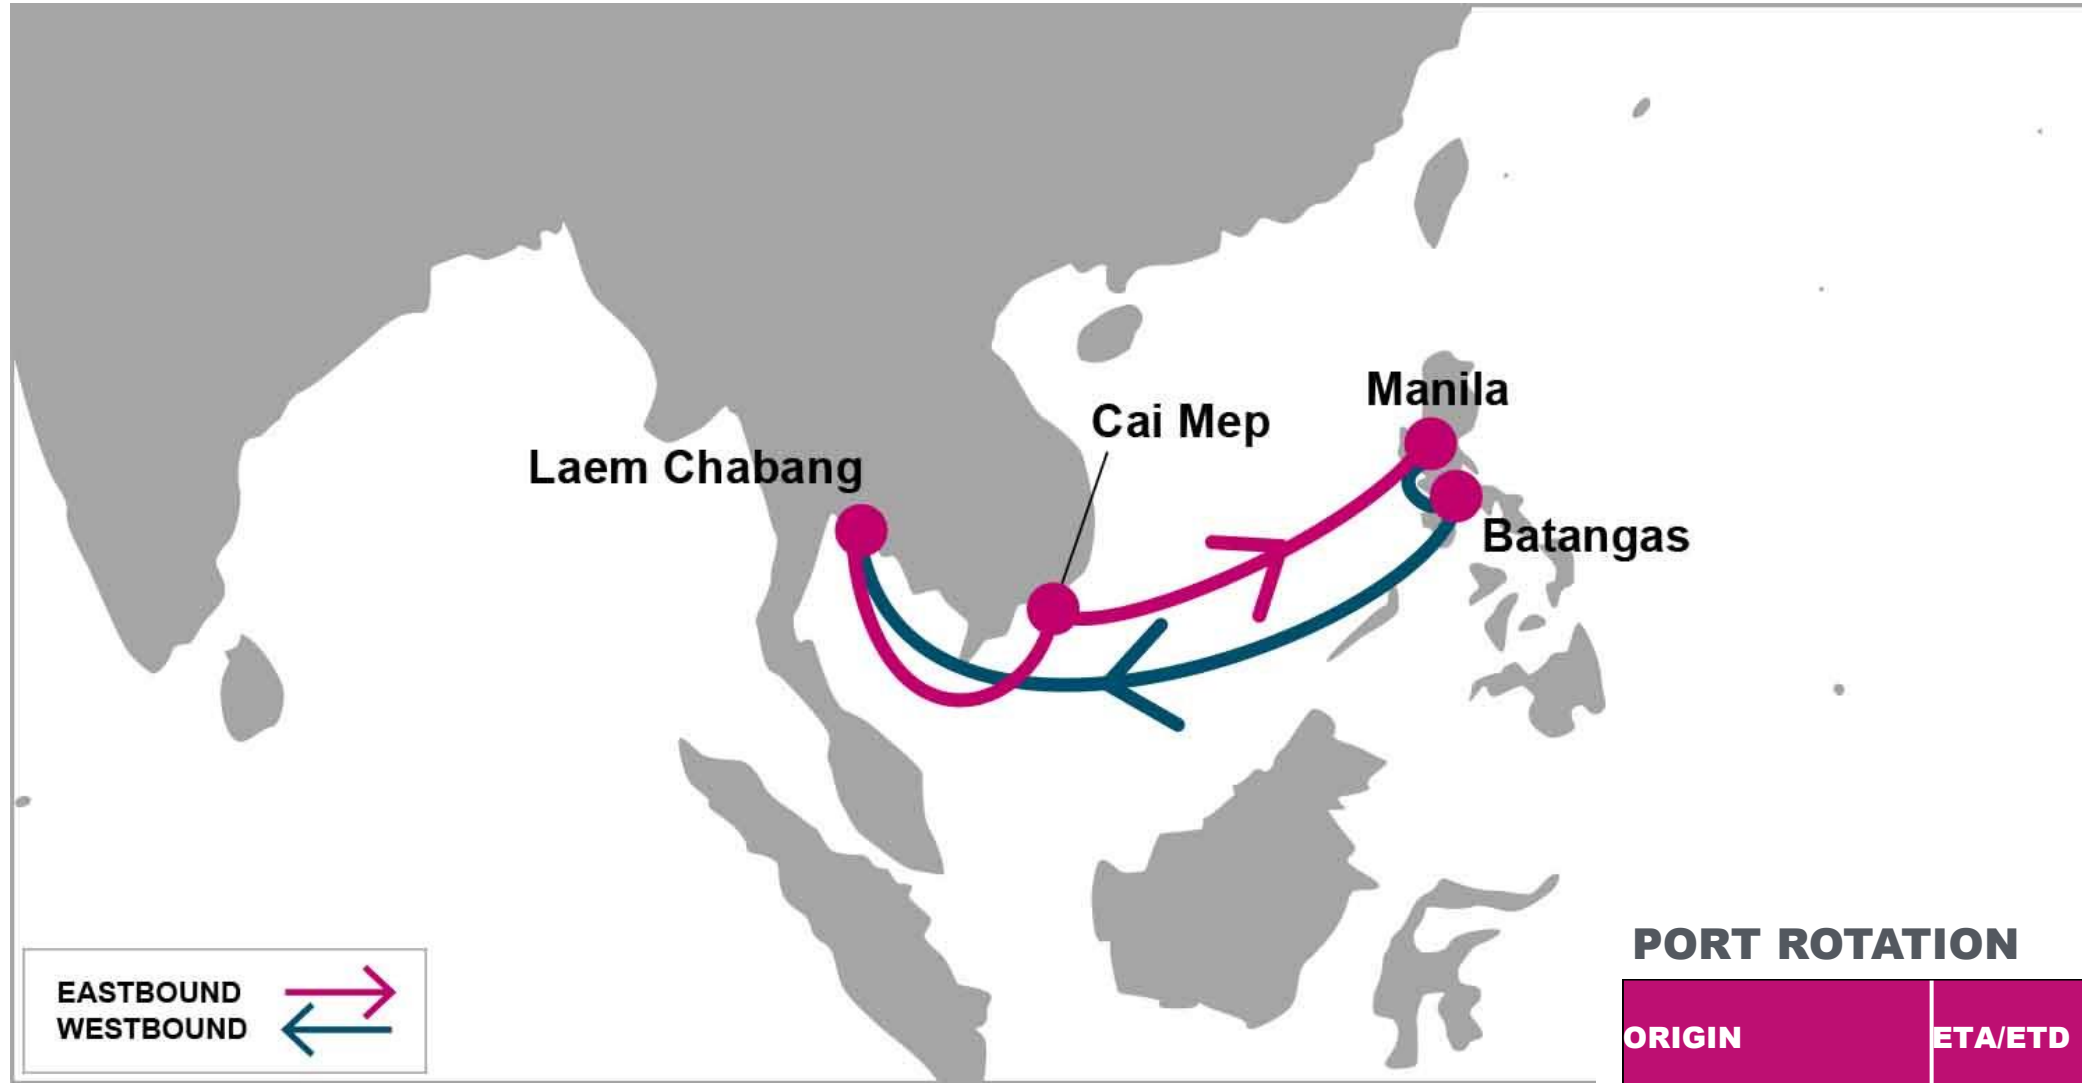 Manila
Cai Mep
Laem Chabang
Batangas
PORT ROTATION
EASTBOUND
WESTBOUND
ORIGIN ETA/ETD